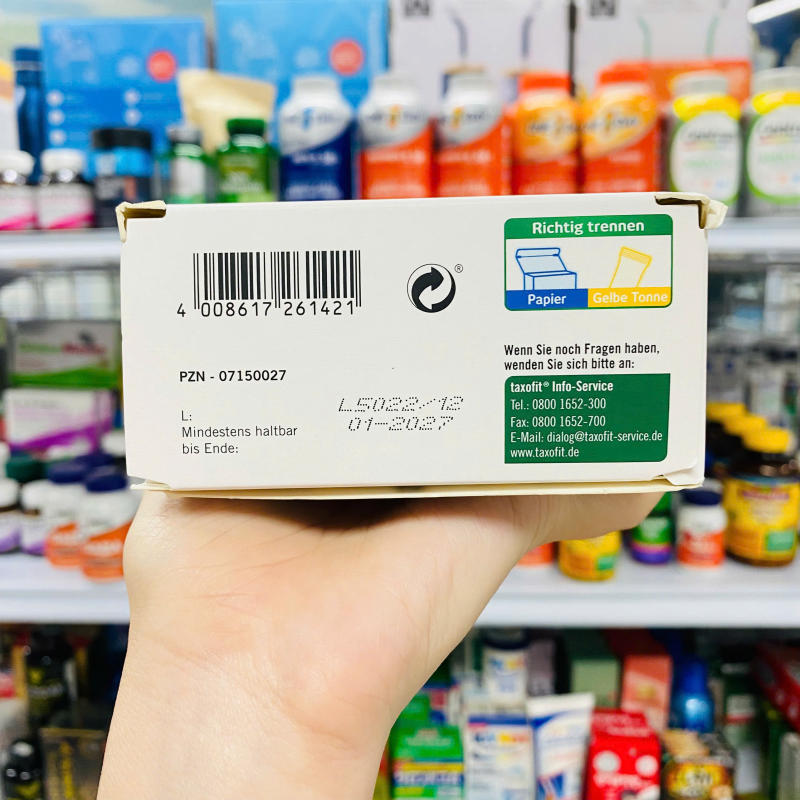 Richtig trennen
Papier
Gelbe Tonne
4 008617 261421
®
PZN - 07150027
L:
Mindestens haltbar
bis Ende:
L5022/12
01-2027
Wenn Sie noch Fragen haben,
wenden Sie sich bitte an:
taxofit® Info-Service
Tel.: 0800 1652-300
Fax: 0800 1652-700
E-Mail: dialog@taxofit-service.de
www.taxofit.de